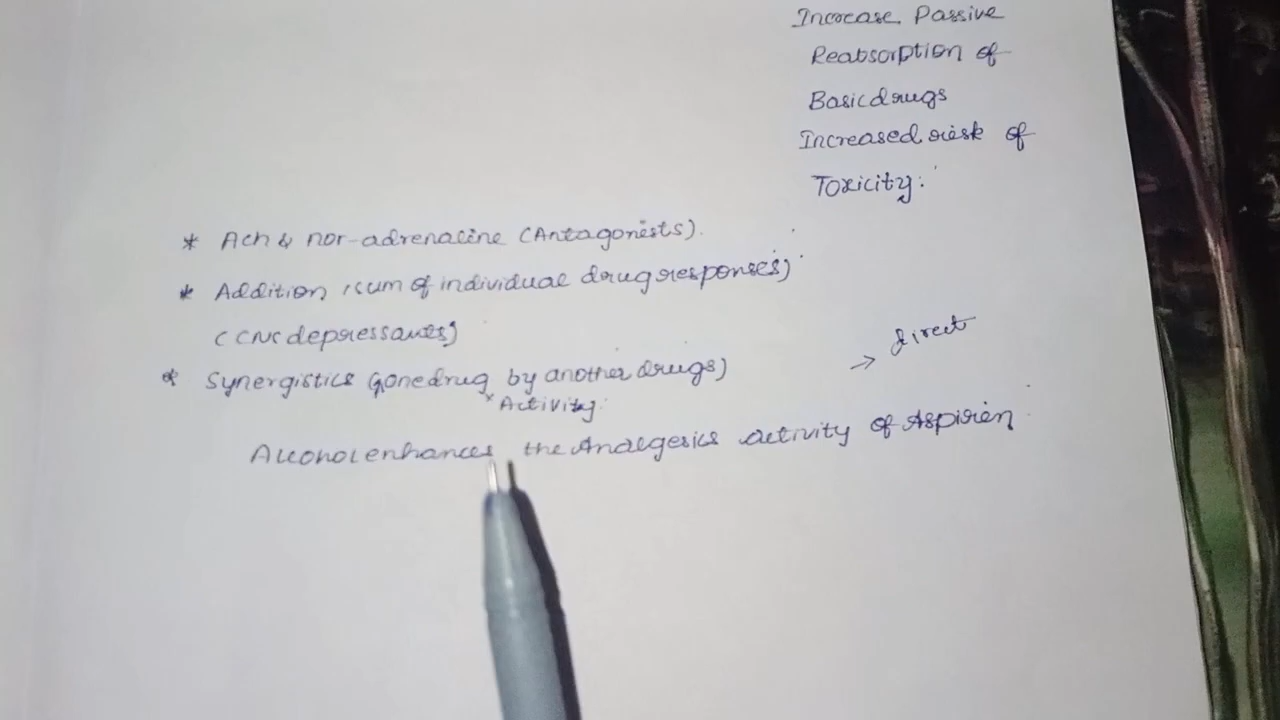 Increase Passive
Reabsorption of
Basic drugs
Increased risk of
Toxicity.
* Ach & nor-adrenaline (Antagonists).
* Addition (sum of individual drug responses)
(CNS depressants)
→ direct
* Synergistics (one drug by another drugs)
* Activity.
Alcohol enhances the Analgesics activity of Aspirin